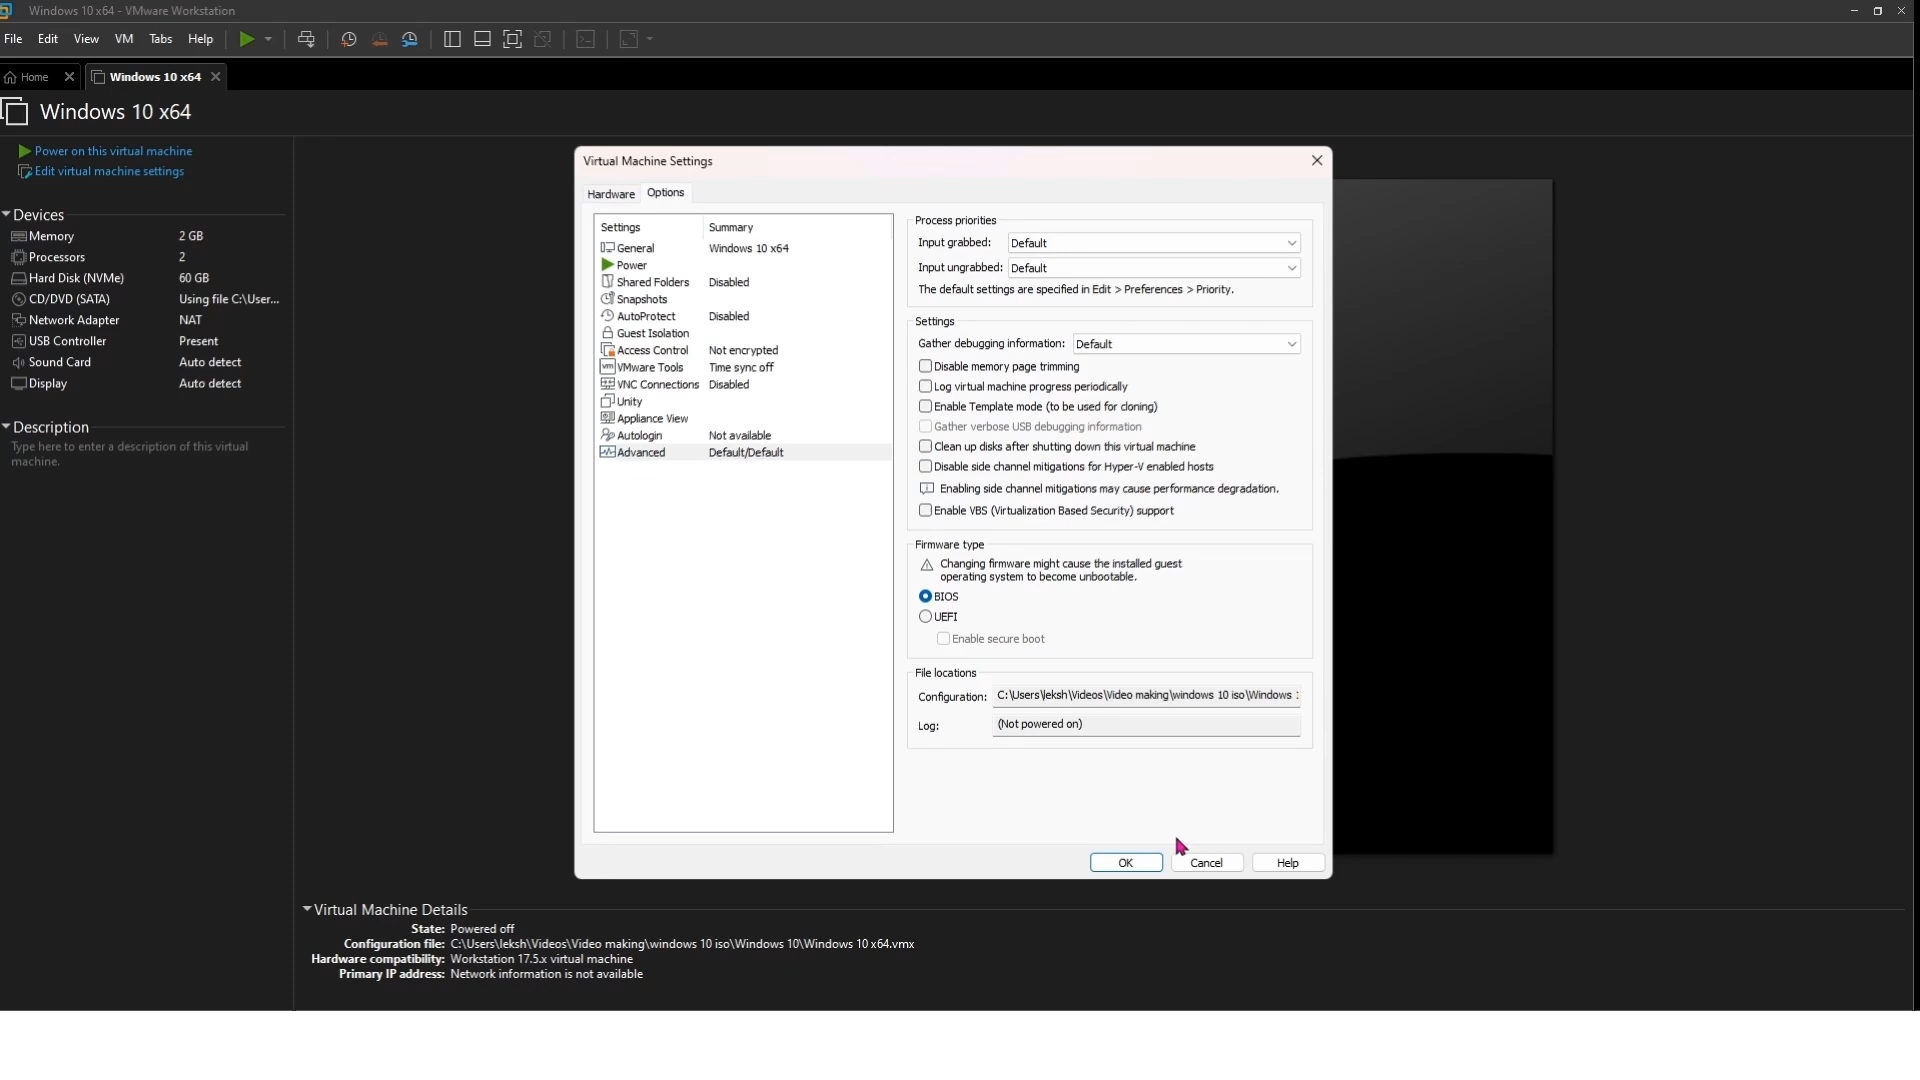 Windows 10 x64 - VMware Workstation
File Edit View VM Tabs Help
Home Windows 10 x64
Windows 10 x64
Power on this virtual machine
Edit virtual machine settings
Devices
Memory 2 GB
Processors 2
Hard Disk (NVMe) 60 GB
CD/DVD (SATA) Using file C:\User...
Network Adapter NAT
USB Controller Present
Sound Card Auto detect
Display Auto detect
Description
Type here to enter a description of this virtual
machine.
Virtual Machine Settings
Hardware Options
Settings Summary
General Windows 10 x64
Power
Shared Folders Disabled
Snapshots
AutoProtect Disabled
Guest Isolation
Access Control Not encrypted
VMware Tools Time sync off
VNC Connections Disabled
Unity
Appliance View
Autologin Not available
Advanced Default/Default
Process priorities
Input grabbed: Default
Input ungrabbed: Default
The default settings are specified in Edit > Preferences > Priority.
Settings
Gather debugging information: Default
Disable memory page trimming
Log virtual machine progress periodically
Enable Template mode (to be used for cloning)
Gather verbose USB debugging information
Clean up disks after shutting down this virtual machine
Disable side channel mitigations for Hyper-V enabled hosts
Enabling side channel mitigations may cause performance degradation.
Enable VBS (Virtualization Based Security) support
Firmware type
Changing firmware might cause the installed guest
operating system to become unbootable.
BIOS
UEFI
Enable secure boot
File locations
Configuration: C:\Users\leksh\Videos\Video making\windows 10 iso\Windows
Log: (Not powered on)
OK Cancel Help
Virtual Machine Details
State: Powered off
Configuration file: C:\Users\leksh\Videos\Video making\windows 10 iso\Windows 10\Windows 10 x64.vmx
Hardware compatibility: Workstation 17.5.x virtual machine
Primary IP address: Network information is not available